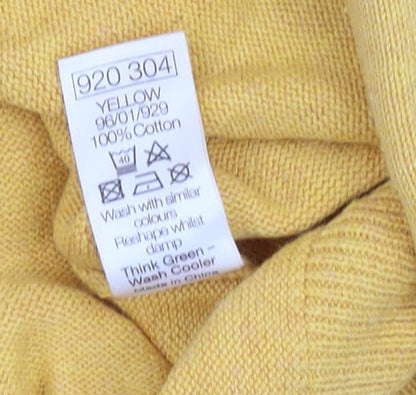 920 304
YELLOW
96/01/929
100% Cotton
40
Wash with similar
colours
Reshape whilst
damp
Think Green –
Wash Cooler
Made in China